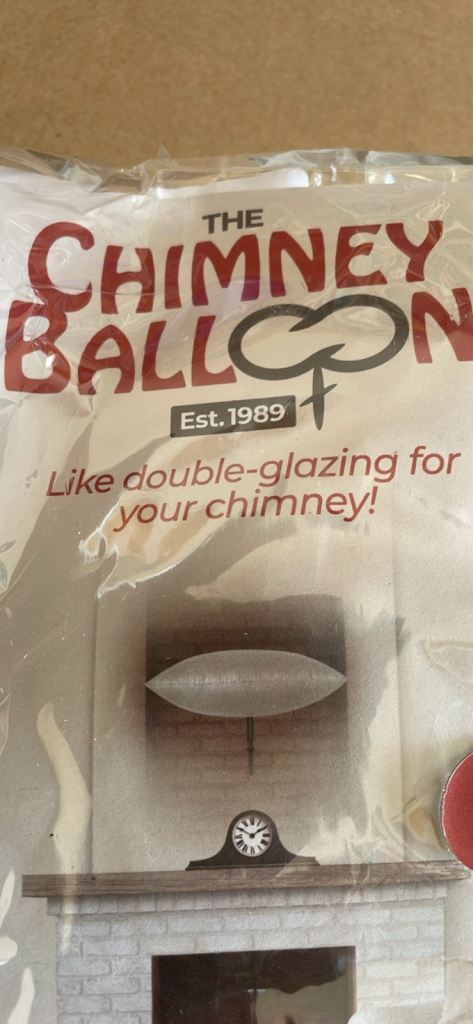 THE
CHIMNEY
BALLOON
Est. 1989
Like double-glazing for
your chimney!